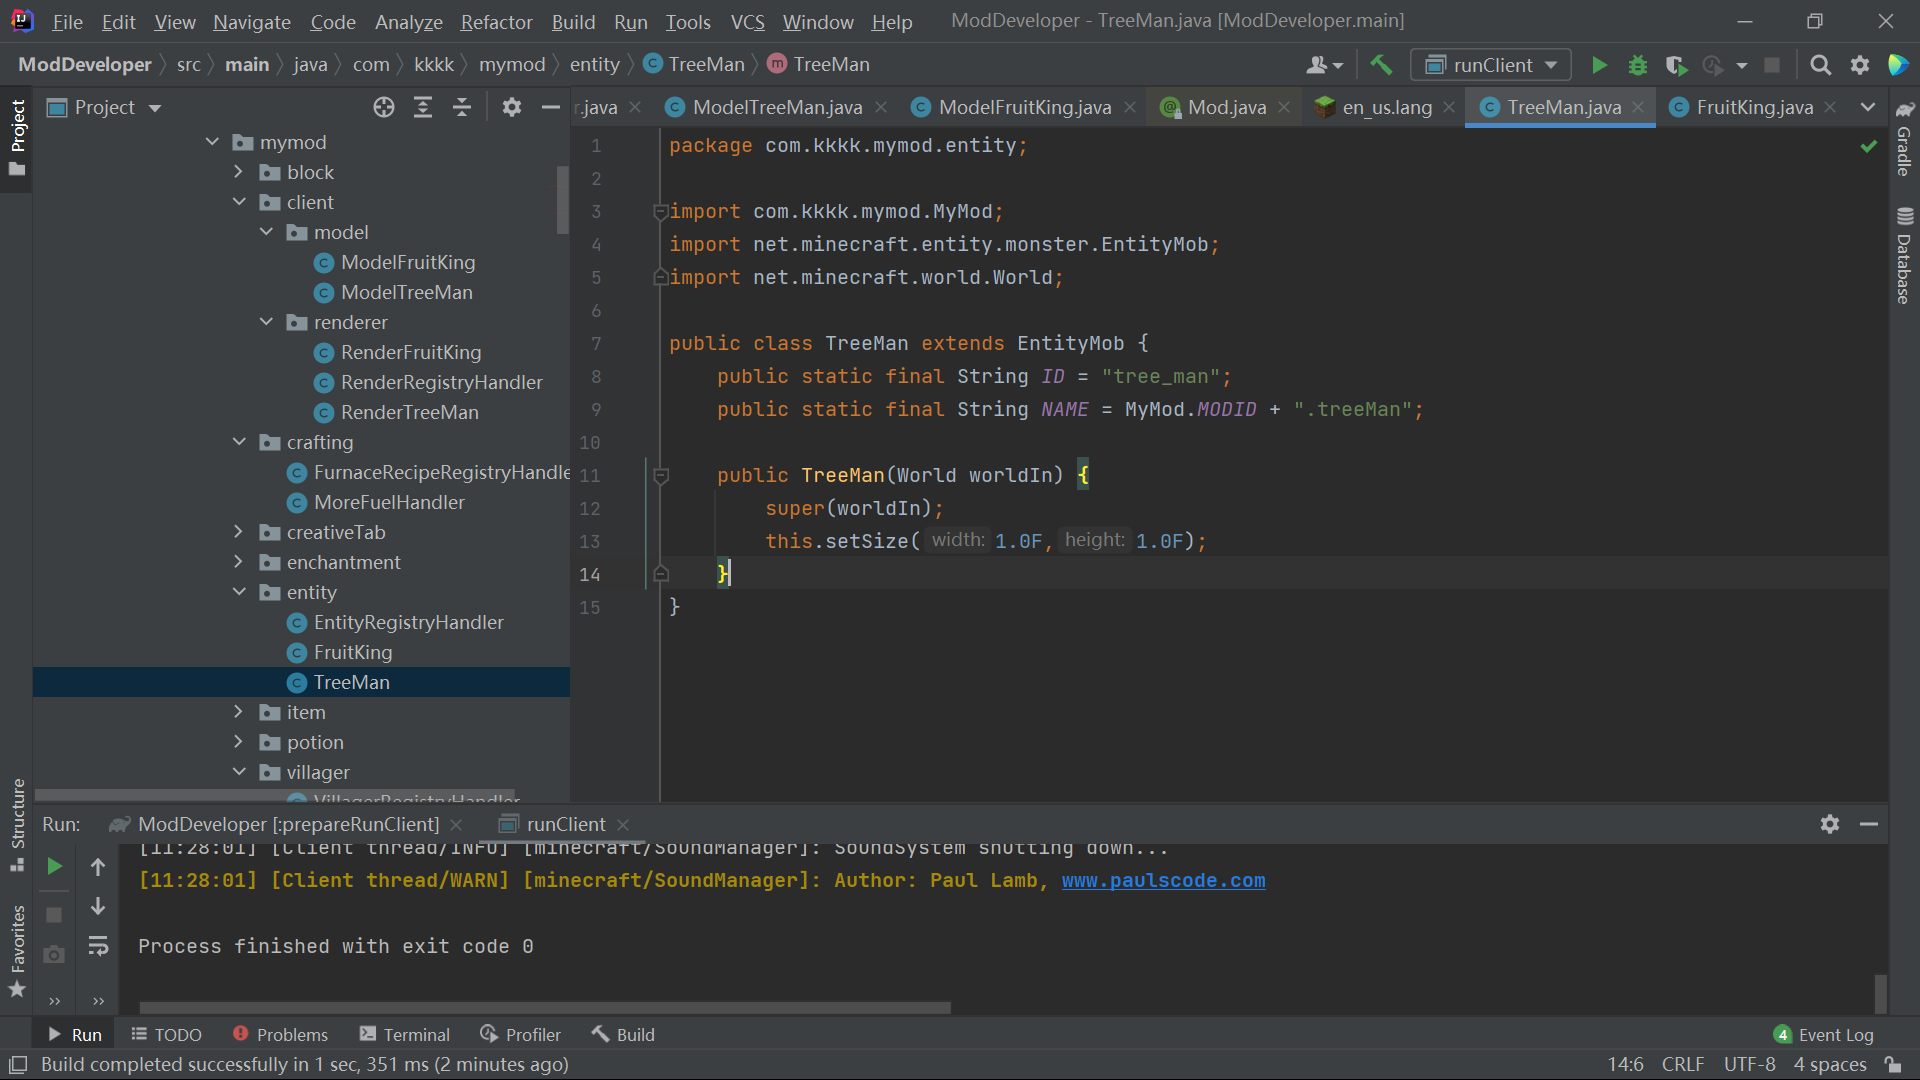 File Edit View Navigate Code Analyze Refactor Build Run Tools VCS Window Help ModDeveloper - TreeMan.java [ModDeveloper.main]
ModDeveloper src main java com kkkk mymod entity TreeMan TreeMan runClient
Project r.java ModelTreeMan.java ModelFruitKing.java Mod.java en_us.lang TreeMan.java FruitKing.java
Project
Gradle
Database
mymod
block
client
model
ModelFruitKing
ModelTreeMan
renderer
RenderFruitKing
RenderRegistryHandler
RenderTreeMan
crafting
FurnaceRecipeRegistryHandle
MoreFuelHandler
creativeTab
enchantment
entity
EntityRegistryHandler
FruitKing
TreeMan
item
potion
villager
VillagerRegistryHandler
1 package com.kkkk.mymod.entity;
2
3 import com.kkkk.mymod.MyMod;
4 import net.minecraft.entity.monster.EntityMob;
5 import net.minecraft.world.World;
6
7 public class TreeMan extends EntityMob {
8 public static final String ID = "tree_man";
9 public static final String NAME = MyMod.MODID + ".treeMan";
10
11 public TreeMan(World worldIn) {
12 super(worldIn);
13 this.setSize( width: 1.0F, height: 1.0F);
14 }
15 }
Structure
Favorites
Run: ModDeveloper [:prepareRunClient] runClient
[11:28:01] [Client thread/INFO] [minecraft/SoundManager]: SoundSystem shutting down...
[11:28:01] [Client thread/WARN] [minecraft/SoundManager]: Author: Paul Lamb, www.paulscode.com
Process finished with exit code 0
Run TODO Problems Terminal Profiler Build 4 Event Log
Build completed successfully in 1 sec, 351 ms (2 minutes ago) 14:6 CRLF UTF-8 4 spaces